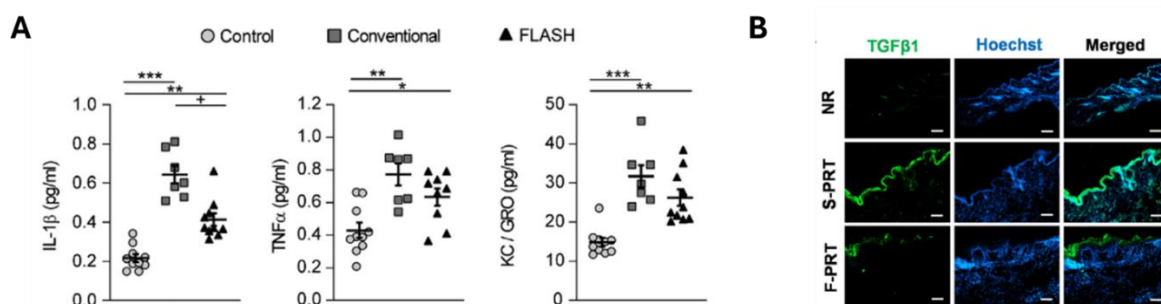 A
Control
Conventional
FLASH
B
IL-1β (pg/ml)
1.0
0.8
0.6
0.4
0.2
0.0
***
**
+
TNFα (pg/ml)
1.2
1.0
0.8
0.6
0.4
0.2
0.0
**
*
KC / GRO (pg/ml)
50
40
30
20
10
0
***
**
TGFβ1
Hoechst
Merged
NR
S-PRT
F-PRT